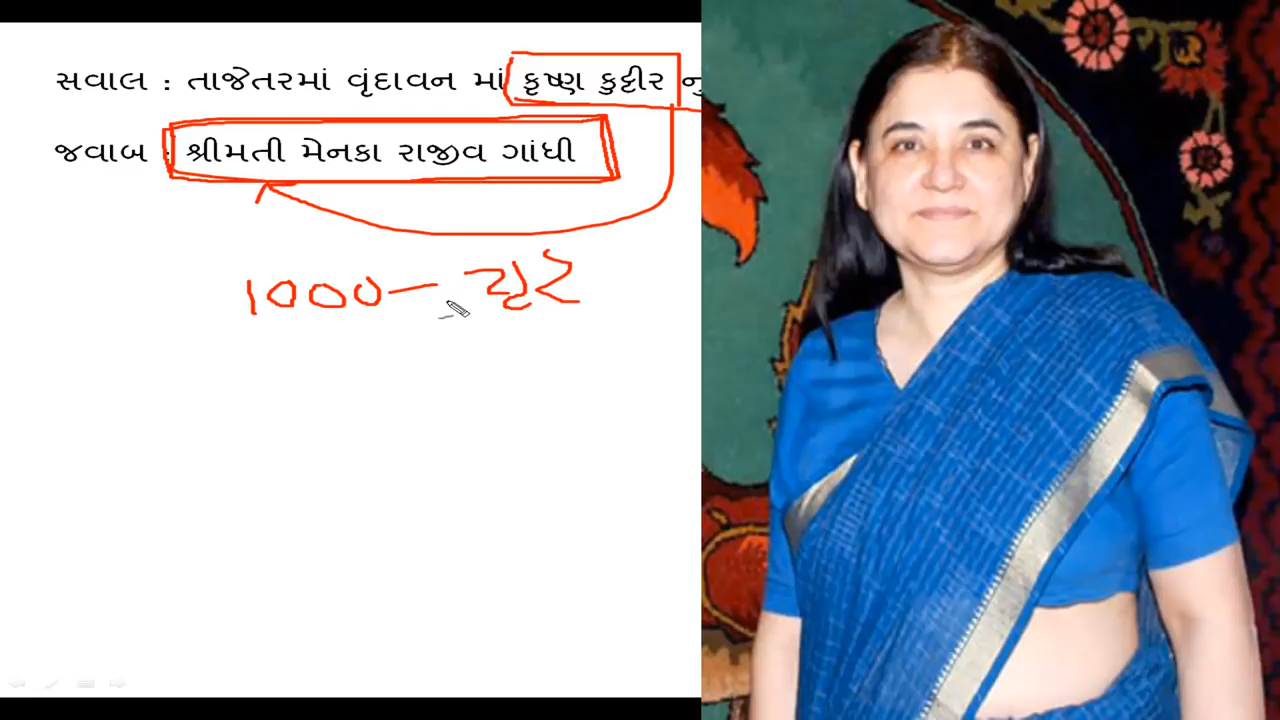 સવાલ : તાજેતરમાં વૃંદાવન માં કૃષ્ણ કુટ્ટીર નુ
જવાબ : શ્રીમતી મેનકા રાજીવ ગાંધી
1000 –